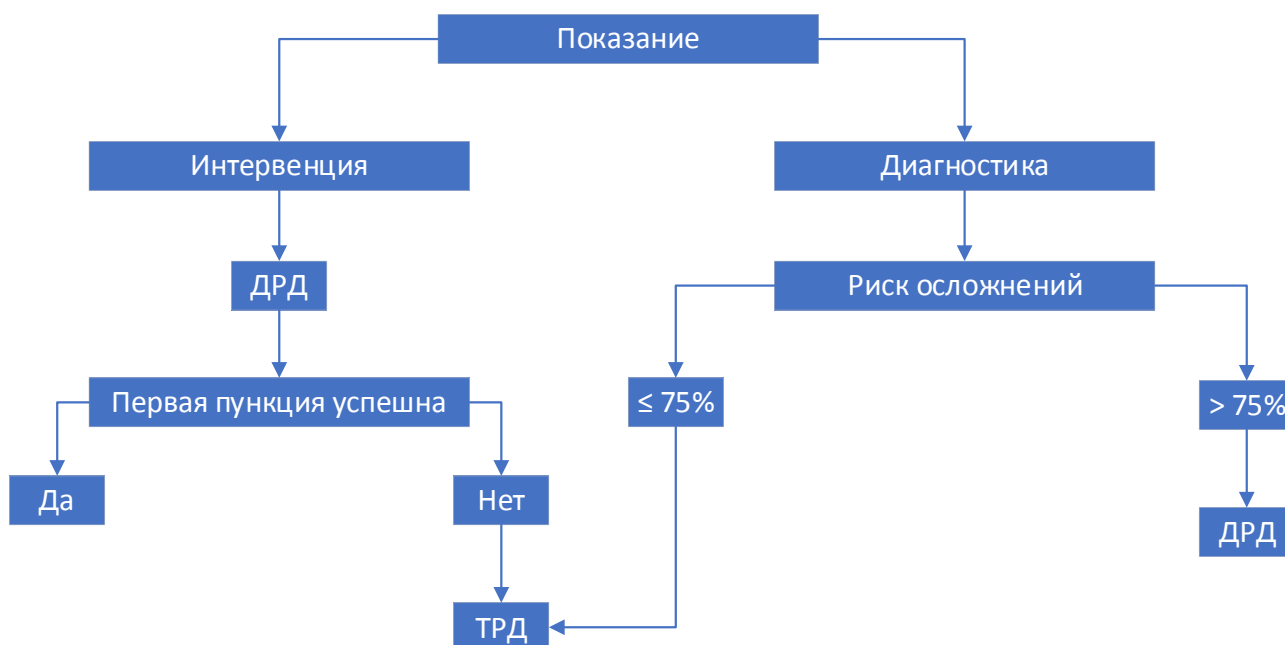 Показание
Интервенция
Диагностика
ДРД
Риск осложнений
Первая пункция успешна
≤ 75%
> 75%
Да
Нет
ДРД
ТРД